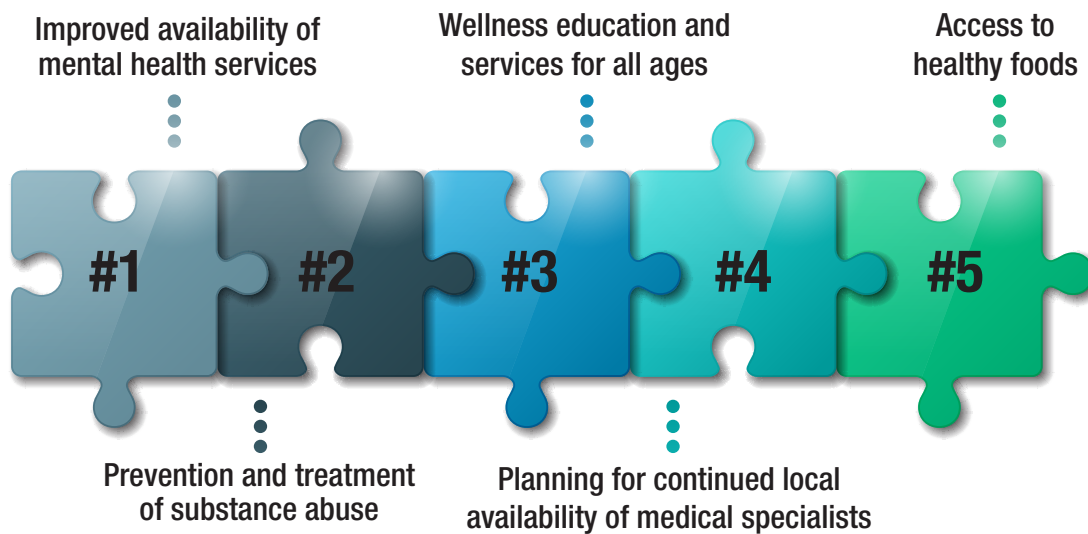 Improved availability of
mental health services
Wellness education and
services for all ages
Access to
healthy foods
#1
#2
#3
#4
#5
Prevention and treatment
of substance abuse
Planning for continued local
availability of medical specialists